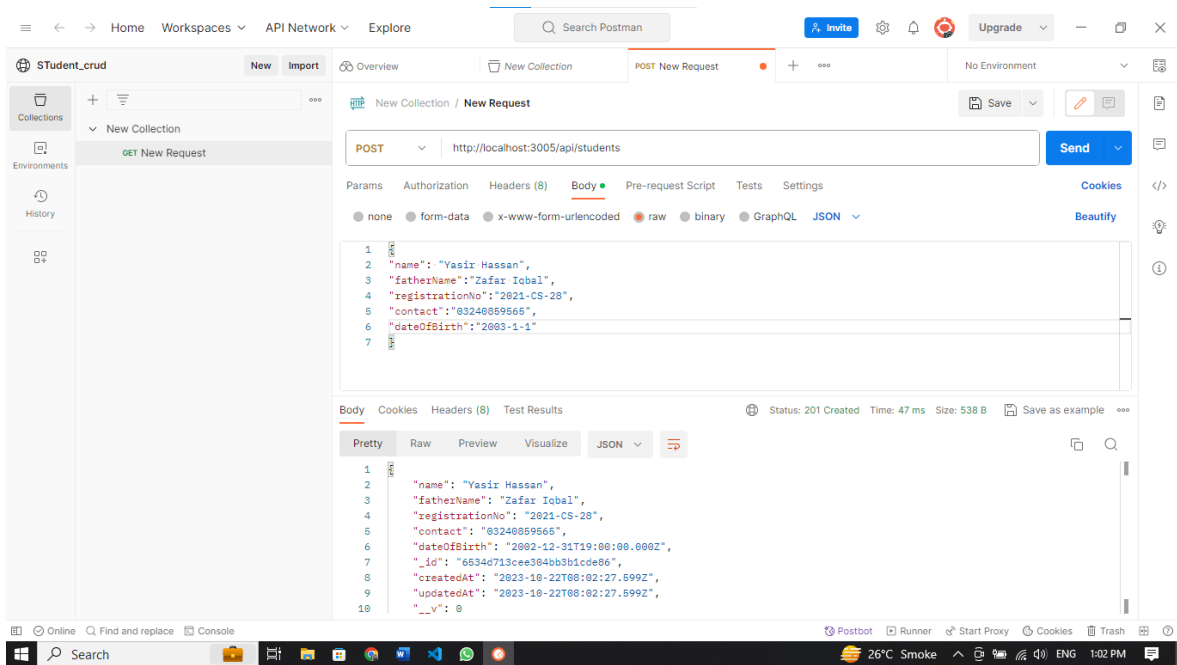 Home Workspaces API Network Explore Search Postman Invite Upgrade
STudent_crud New Import Overview New Collection POST New Request No Environment
Collections
Environments
History
New Collection
GET New Request
HTTP New Collection / New Request Save
POST http://localhost:3005/api/students Send
Params Authorization Headers (8) Body Pre-request Script Tests Settings Cookies
none form-data x-www-form-urlencoded raw binary GraphQL JSON Beautify
1 {
2 "name": "Yasir Hassan",
3 "fatherName":"Zafar Iqbal",
4 "registrationNo":"2021-CS-28",
5 "contact":"03240859565",
6 "dateOfBirth":"2003-1-1"
7 }
Body Cookies Headers (8) Test Results Status: 201 Created Time: 47 ms Size: 538 B Save as example
Pretty Raw Preview Visualize JSON
1 {
2 "name": "Yasir Hassan",
3 "fatherName": "Zafar Iqbal",
4 "registrationNo": "2021-CS-28",
5 "contact": "03240859565",
6 "dateOfBirth": "2002-12-31T19:00:00.000Z",
7 "_id": "6534d713cee304bb3b1cde86",
8 "createdAt": "2023-10-22T08:02:27.599Z",
9 "updatedAt": "2023-10-22T08:02:27.599Z",
10 "__v": 0
Online Find and replace Console Postbot Runner Start Proxy Cookies Trash
Search 26°C Smoke ENG 1:02 PM